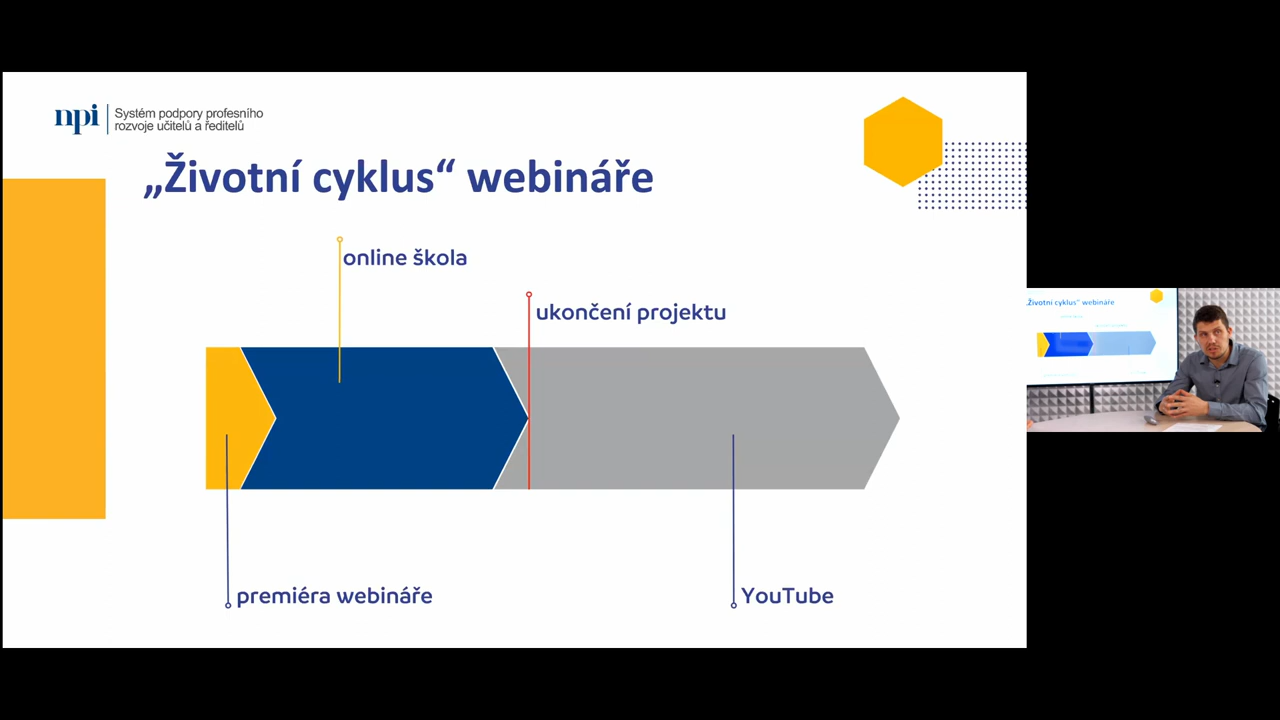 npi
Systém podpory profesního
rozvoje učitelů a ředitelů
„Životní cyklus“ webináře
online škola
ukončení projektu
premiéra webináře
YouTube
Životní cyklus“ webináře